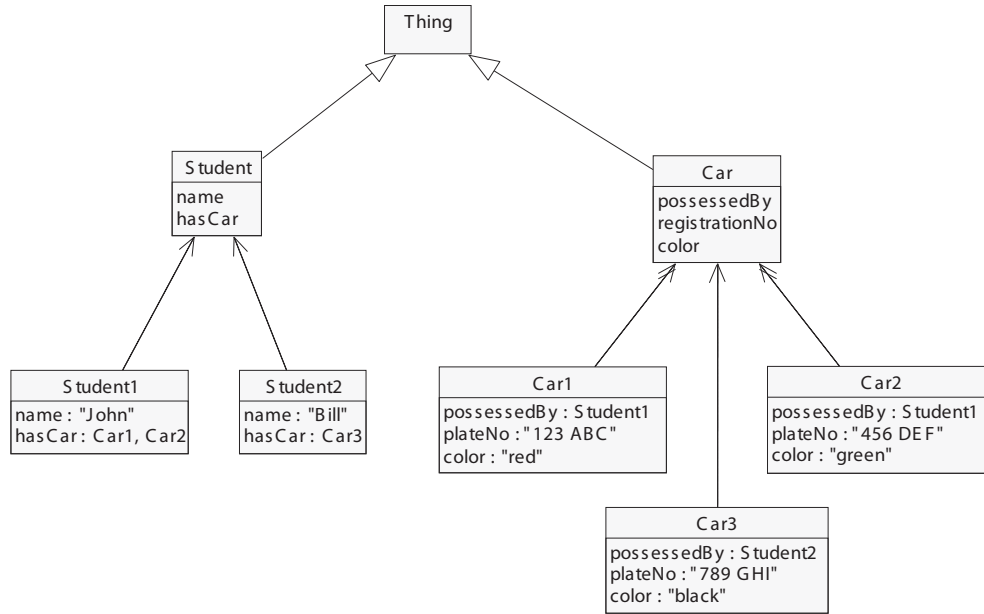 Thing
Student
name
hasCar
Car
possessedBy
registrationNo
color
Student1
name : "John"
hasCar : Car1, Car2
Student2
name : "Bill"
hasCar : Car3
Car1
possessedBy : Student1
plateNo : "123 ABC"
color : "red"
Car2
possessedBy : Student1
plateNo : "456 DEF"
color : "green"
Car3
possessedBy : Student2
plateNo : "789 GHI"
color : "black"